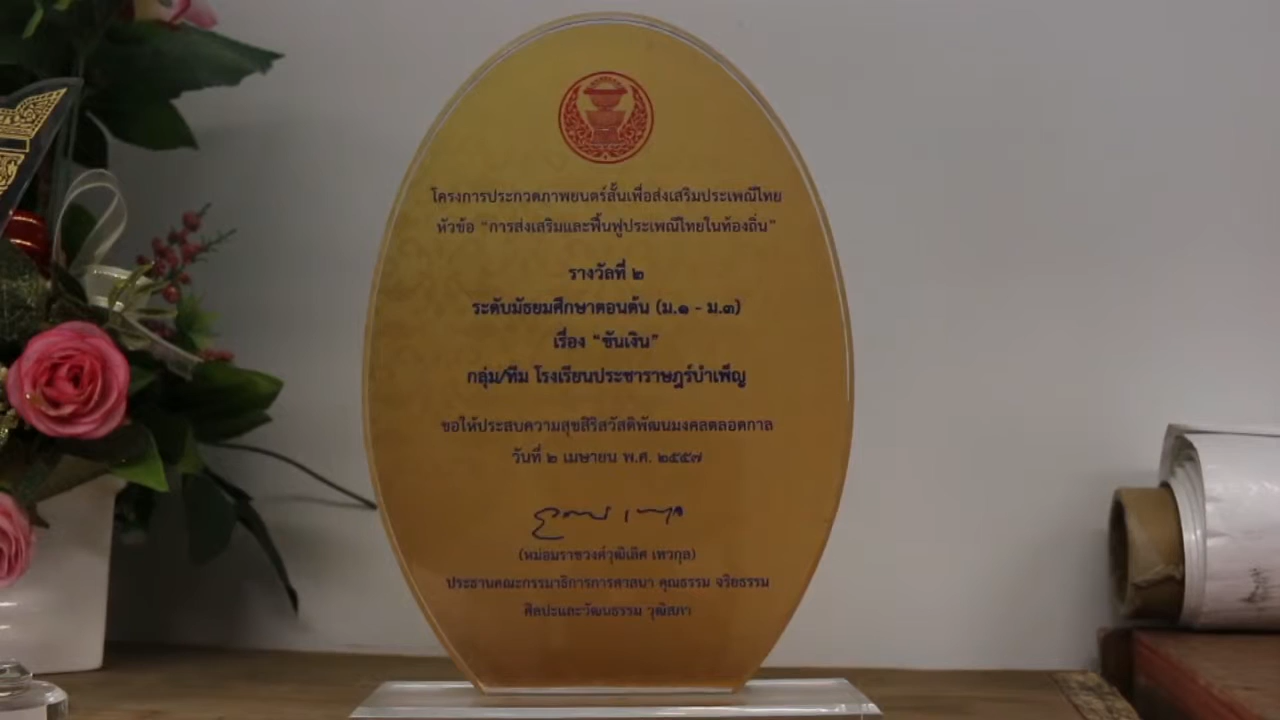 โครงการประกวดภาพยนตร์สั้นเพื่อส่งเสริมประเพณีไทย
หัวข้อ “การส่งเสริมและฟื้นฟูประเพณีไทยในท้องถิ่น”
รางวัลที่ ๒
ระดับมัธยมศึกษาตอนต้น (ม.๑ - ม.๓)
เรื่อง “ขันเงิน”
กลุ่ม/ทีม โรงเรียนประชาราษฎร์บำเพ็ญ
ขอให้ประสบความสุขสิริสวัสดิพัฒนมงคลตลอดกาล
วันที่ ๒ เมษายน พ.ศ. ๒๕๕๗
(หม่อมราชวงศ์วุฒิเลิศ เทวกุล)
ประธานคณะกรรมาธิการการศาสนา คุณธรรม จริยธรรม
ศิลปะและวัฒนธรรม วุฒิสภา